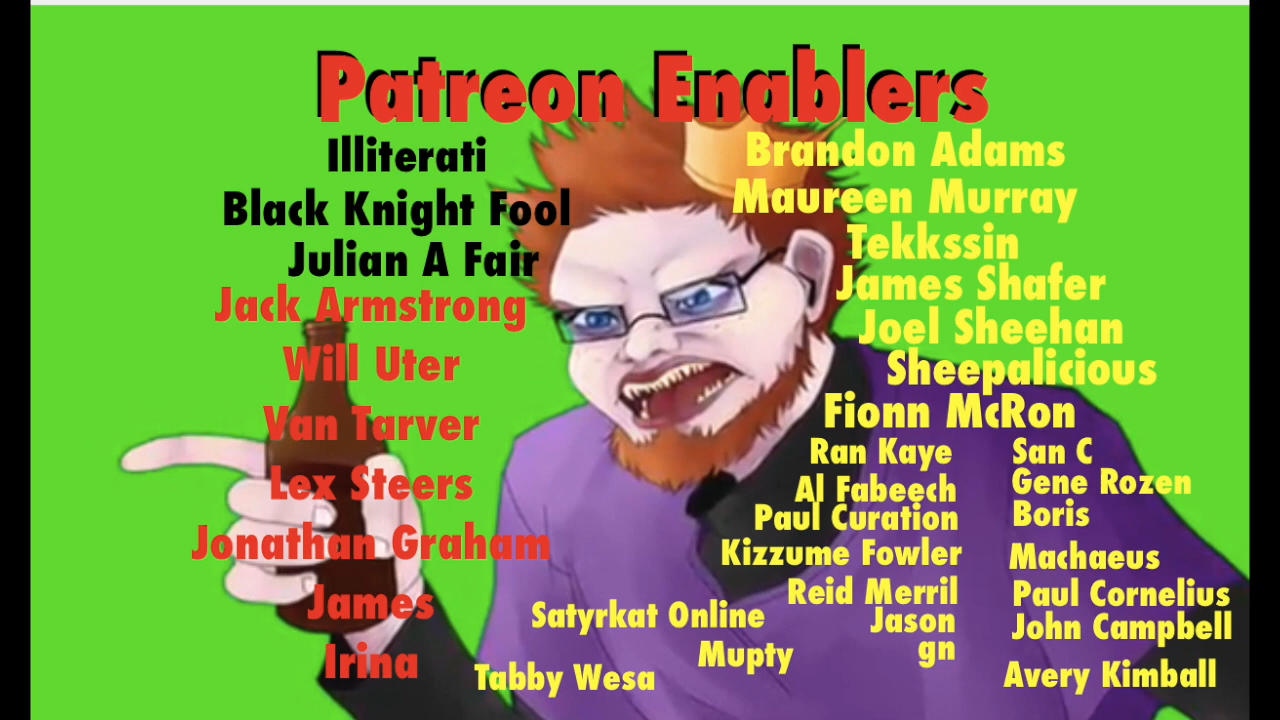 Patreon Enablers
Illiterati
Black Knight Fool
Julian A Fair
Jack Armstrong
Will Uter
Van Tarver
Lex Steers
Jonathan Graham
James
Irina
Brandon Adams
Maureen Murray
Tekkssin
James Shafer
Joel Sheehan
Sheepalicious
Fionn McRon
Ran Kaye
Al Fabeech
Paul Curation
Kizzume Fowler
Reid Merril
Jason
gn
Satyrkat Online
Mupty
Tabby Wesa
San C
Gene Rozen
Boris
Machaeus
Paul Cornelius
John Campbell
Avery Kimball